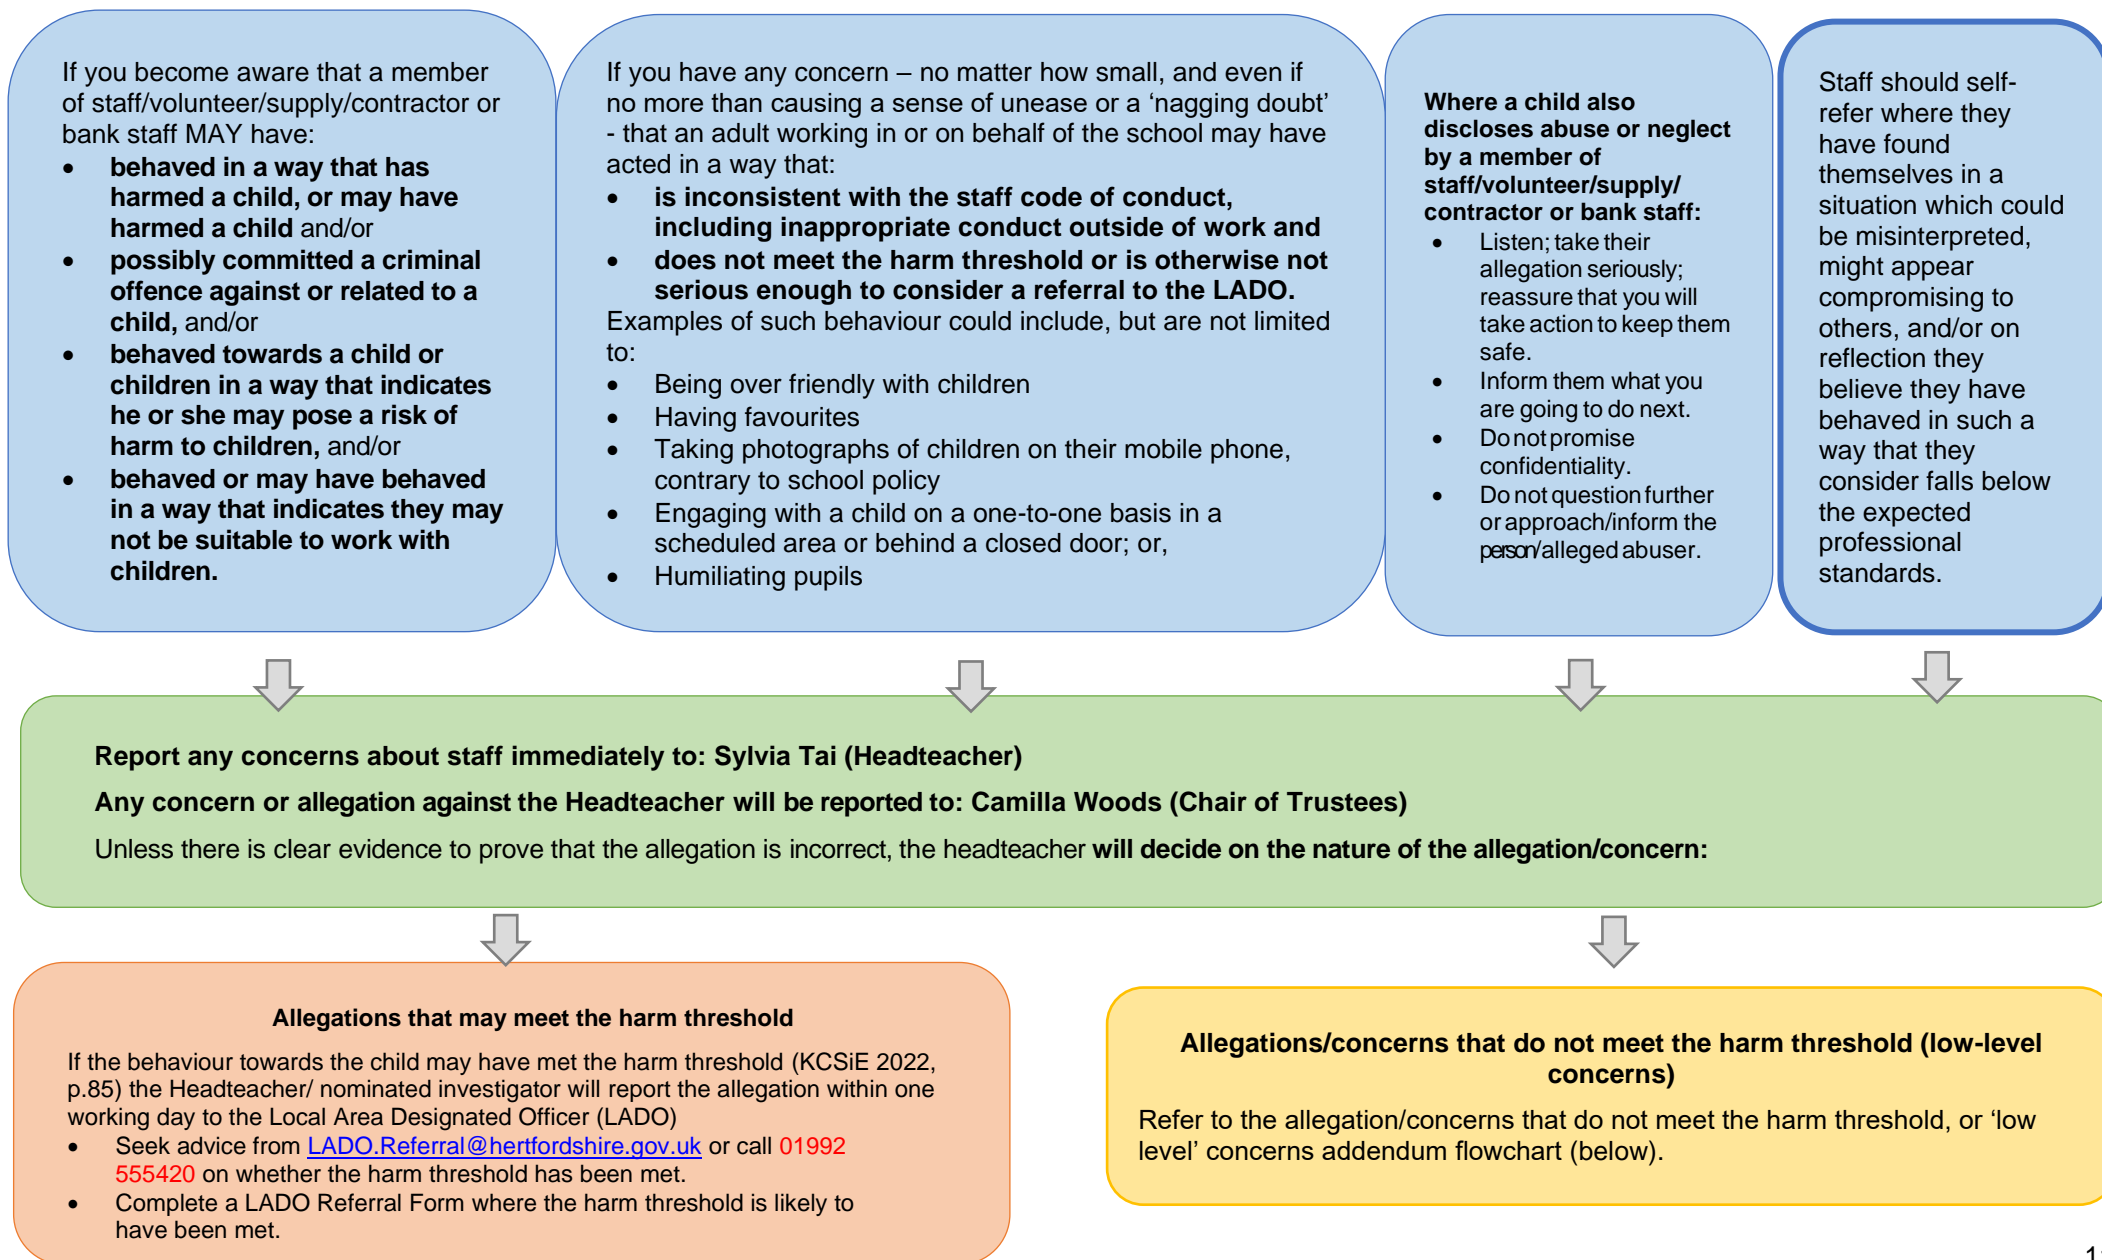 If you become aware that a member
of staff/volunteer/supply/contractor or
bank staff MAY have:
• behaved in a way that has
harmed a child, or may have
harmed a child and/or
• possibly committed a criminal
offence against or related to a
child, and/or
• behaved towards a child or
children in a way that indicates
he or she may pose a risk of
harm to children, and/or
• behaved or may have behaved
in a way that indicates they may
not be suitable to work with
children.
If you have any concern – no matter how small, and even if
no more than causing a sense of unease or a ‘nagging doubt’
- that an adult working in or on behalf of the school may have
acted in a way that:
• is inconsistent with the staff code of conduct,
including inappropriate conduct outside of work and
• does not meet the harm threshold or is otherwise not
serious enough to consider a referral to the LADO.
Examples of such behaviour could include, but are not limited
to:
• Being over friendly with children
• Having favourites
• Taking photographs of children on their mobile phone,
contrary to school policy
• Engaging with a child on a one-to-one basis in a
scheduled area or behind a closed door; or,
• Humiliating pupils
Where a child also
discloses abuse or neglect
by a member of
staff/volunteer/supply/
contractor or bank staff:
• Listen; take their
allegation seriously;
reassure that you will
take action to keep them
safe.
• Inform them what you
are going to do next.
• Do not promise
confidentiality.
• Do not question further
or approach/inform the
person/alleged abuser.
Staff should self-
refer where they
have found
themselves in a
situation which could
be misinterpreted,
might appear
compromising to
others, and/or on
reflection they
believe they have
behaved in such a
way that they
consider falls below
the expected
professional
standards.
Report any concerns about staff immediately to: Sylvia Tai (Headteacher)
Any concern or allegation against the Headteacher will be reported to: Camilla Woods (Chair of Trustees)
Unless there is clear evidence to prove that the allegation is incorrect, the headteacher will decide on the nature of the allegation/concern:
Allegations that may meet the harm threshold
If the behaviour towards the child may have met the harm threshold (KCSiE 2022,
p.85) the Headteacher/ nominated investigator will report the allegation within one
working day to the Local Area Designated Officer (LADO)
• Seek advice from LADO.Referral@hertfordshire.gov.uk or call 01992
555420 on whether the harm threshold has been met.
• Complete a LADO Referral Form where the harm threshold is likely to
have been met.
Allegations/concerns that do not meet the harm threshold (low-level
concerns)
Refer to the allegation/concerns that do not meet the harm threshold, or ‘low
level’ concerns addendum flowchart (below).